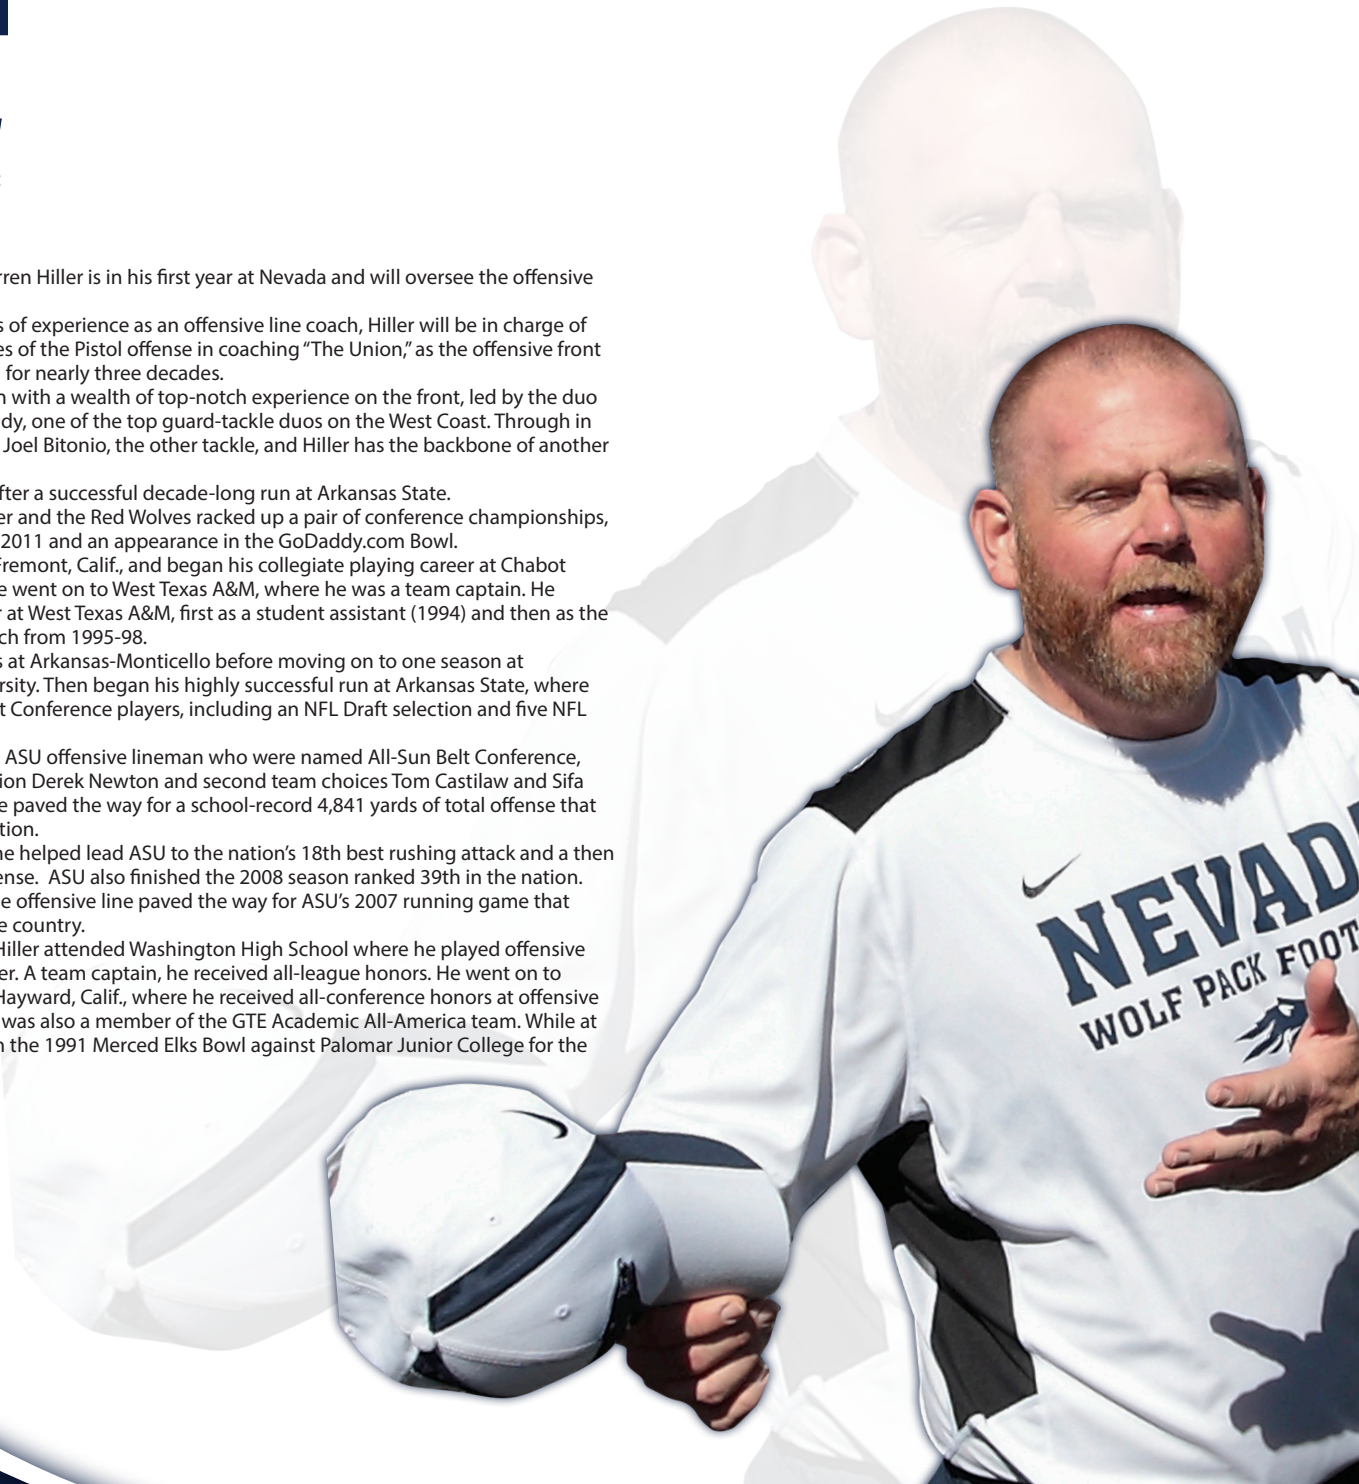 rren Hiller is in his first year at Nevada and will oversee the offensive
s of experience as an offensive line coach, Hiller will be in charge of
es of the Pistol offense in coaching “The Union,” as the offensive front
for nearly three decades.
n with a wealth of top-notch experience on the front, led by the duo
dy, one of the top guard-tackle duos on the West Coast. Through in
Joel Bitonio, the other tackle, and Hiller has the backbone of another
fter a successful decade-long run at Arkansas State.
er and the Red Wolves racked up a pair of conference championships,
2011 and an appearance in the GoDaddy.com Bowl.
Fremont, Calif., and began his collegiate playing career at Chabot
e went on to West Texas A&M, where he was a team captain. He
r at West Texas A&M, first as a student assistant (1994) and then as the
ch from 1995-98.
s at Arkansas-Monticello before moving on to one season at
rsity. Then began his highly successful run at Arkansas State, where
t Conference players, including an NFL Draft selection and five NFL
ASU offensive lineman who were named All-Sun Belt Conference,
ion Derek Newton and second team choices Tom Castilaw and Sifa
e paved the way for a school-record 4,841 yards of total offense that
tion.
he helped lead ASU to the nation’s 18th best rushing attack and a then
ense.  ASU also finished the 2008 season ranked 39th in the nation.
e offensive line paved the way for ASU’s 2007 running game that
e country.
Hiller attended Washington High School where he played offensive
er. A team captain, he received all-league honors. He went on to
Hayward, Calif., where he received all-conference honors at offensive
was also a member of the GTE Academic All-America team. While at
n the 1991 Merced Elks Bowl against Palomar Junior College for the
NEVAD
WOLF PACK FOOT